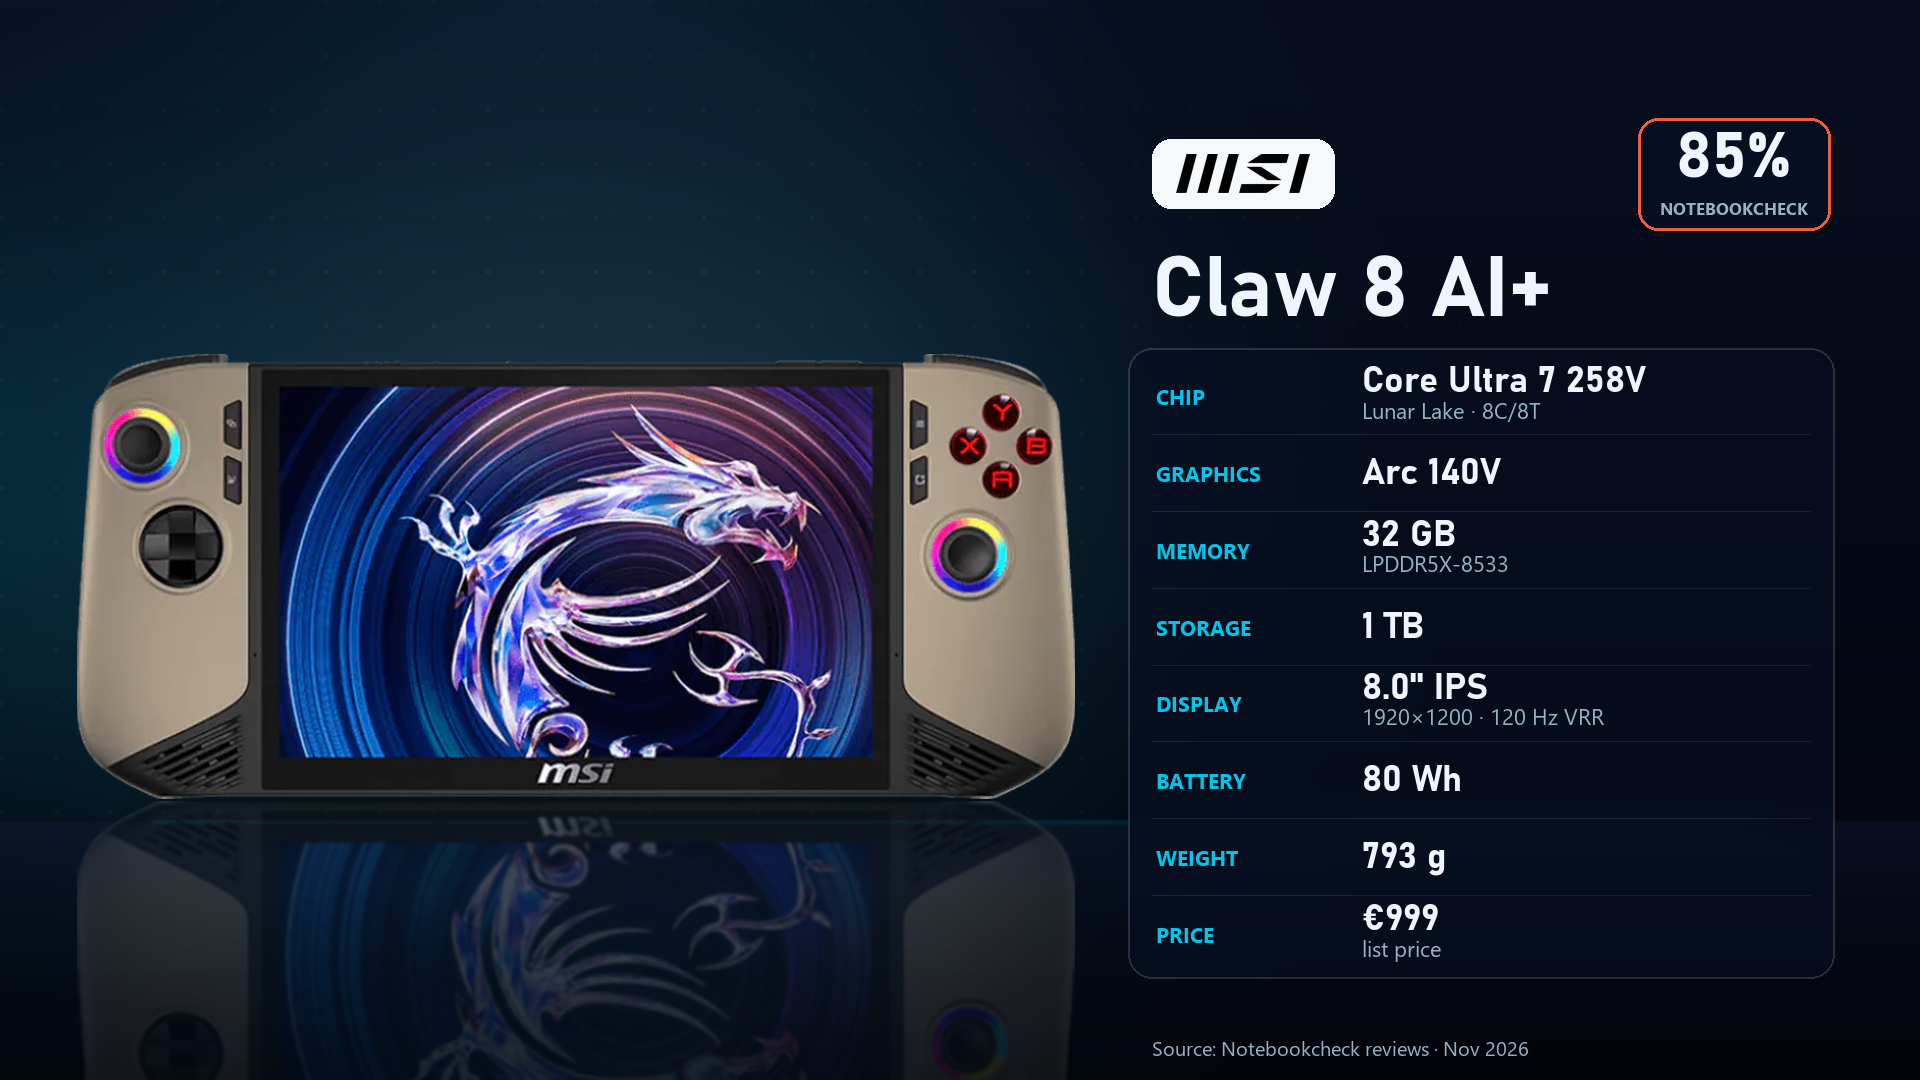 msi
Y
X
B
A
msi
85%
NOTEBOOKCHECK
Claw 8 AI+
CHIP
Core Ultra 7 258V
Lunar Lake · 8C/8T
GRAPHICS
Arc 140V
MEMORY
32 GB
LPDDR5X-8533
STORAGE
1 TB
DISPLAY
8.0" IPS
1920×1200 · 120 Hz VRR
BATTERY
80 Wh
WEIGHT
793 g
PRICE
€999
list price
Source: Notebookcheck reviews · Nov 2026